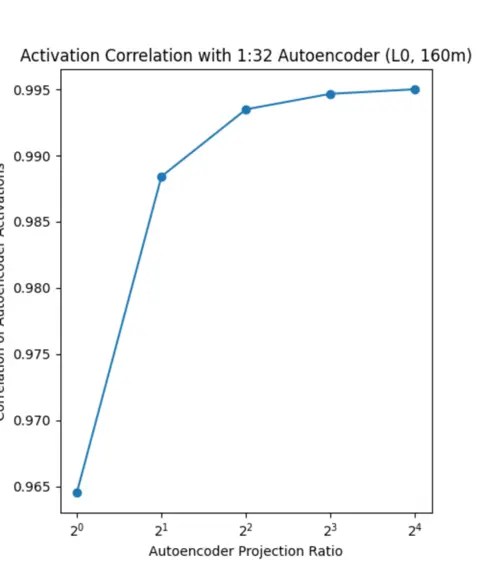 Activation Correlation with 1:32 Autoencoder (L0, 160m)
Correlation of Autoencoder Activations
0.995
0.990
0.985
0.980
0.975
0.970
0.965
2⁰ 2¹ 2² 2³ 2⁴
Autoencoder Projection Ratio